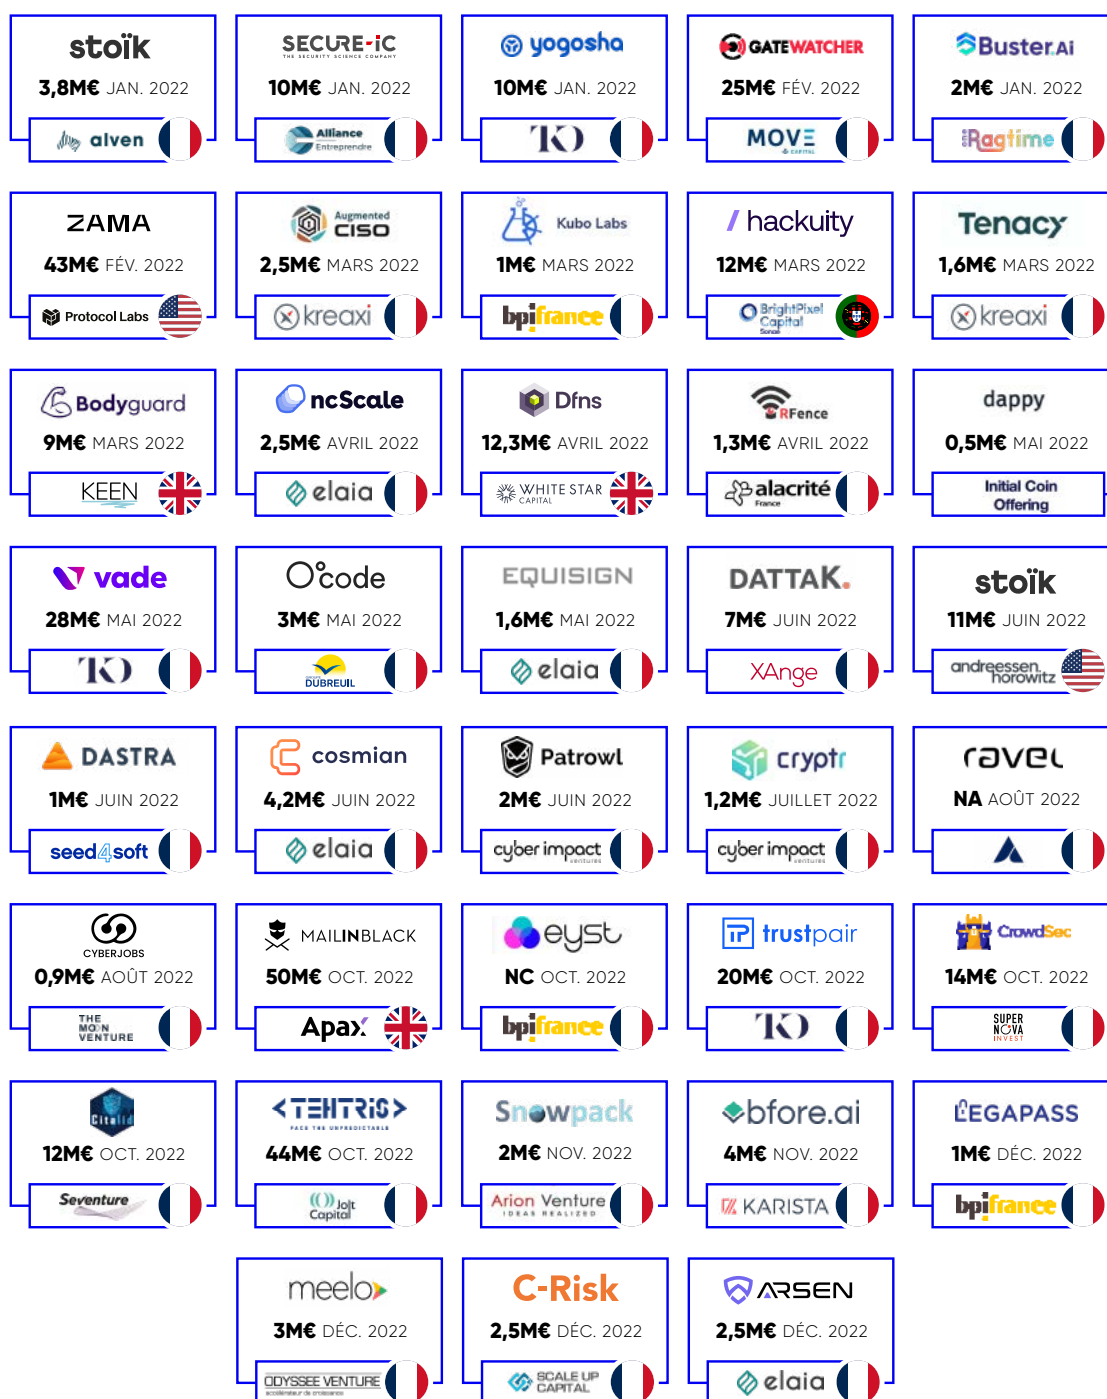 stoïk
3,8M€ JAN. 2022
alven
SECURE-IC
THE SECURITY SCIENCE COMPANY
10M€ JAN. 2022
Alliance
Entreprendre
yogosha
10M€ JAN. 2022
GATEWATCHER
25M€ FÉV. 2022
MOVE
CAPITAL
Buster.Ai
2M€ JAN. 2022
Ragtime
ZAMA
43M€ FÉV. 2022
Protocol Labs
Augmented
CISO
2,5M€ MARS 2022
kreaxi
Kubo Labs
1M€ MARS 2022
bpifrance
/ hackuity
12M€ MARS 2022
BrightPixel
Capital
Sonae
Tenacy
1,6M€ MARS 2022
kreaxi
Bodyguard
9M€ MARS 2022
KEEN
ncScale
2,5M€ AVRIL 2022
elaia
Dfns
12,3M€ AVRIL 2022
WHITE STAR
CAPITAL
RFence
1,3M€ AVRIL 2022
alacrité
France
dappy
0,5M€ MAI 2022
Initial Coin
Offering
vade
28M€ MAI 2022
O°code
3M€ MAI 2022
GROUPE
DUBREUIL
EQUISIGN
1,6M€ MAI 2022
elaia
DATTAK.
7M€ JUIN 2022
XAnge
stoïk
11M€ JUIN 2022
andreessen.
horowitz
DASTRA
1M€ JUIN 2022
seed4soft
cosmian
4,2M€ JUIN 2022
elaia
Patrowl
2M€ JUIN 2022
cyber impact
ventures
cryptr
1,2M€ JUILLET 2022
cyber impact
ventures
ravel
NA AOÛT 2022
CYBERJOBS
0,9M€ AOÛT 2022
THE
MOON
VENTURE
MAILINBLACK
50M€ OCT. 2022
Apax
eyst
NC OCT. 2022
bpifrance
trustpair
20M€ OCT. 2022
CrowdSec
14M€ OCT. 2022
SUPER
NOVA
INVEST
Citalid
12M€ OCT. 2022
Seventure
<TEHTRIS>
FACE THE UNPREDICTABLE
44M€ OCT. 2022
Jolt
Capital
Snowpack
2M€ NOV. 2022
Arion Venture
IDEAS REALIZED
bfore.ai
4M€ NOV. 2022
KARISTA
LEGAPASS
1M€ DÉC. 2022
bpifrance
meelo
3M€ DÉC. 2022
ODYSSEE VENTURE
accélérateur de croissance
C-Risk
2,5M€ DÉC. 2022
SCALE UP
CAPITAL
ARSEN
2,5M€ DÉC. 2022
elaia